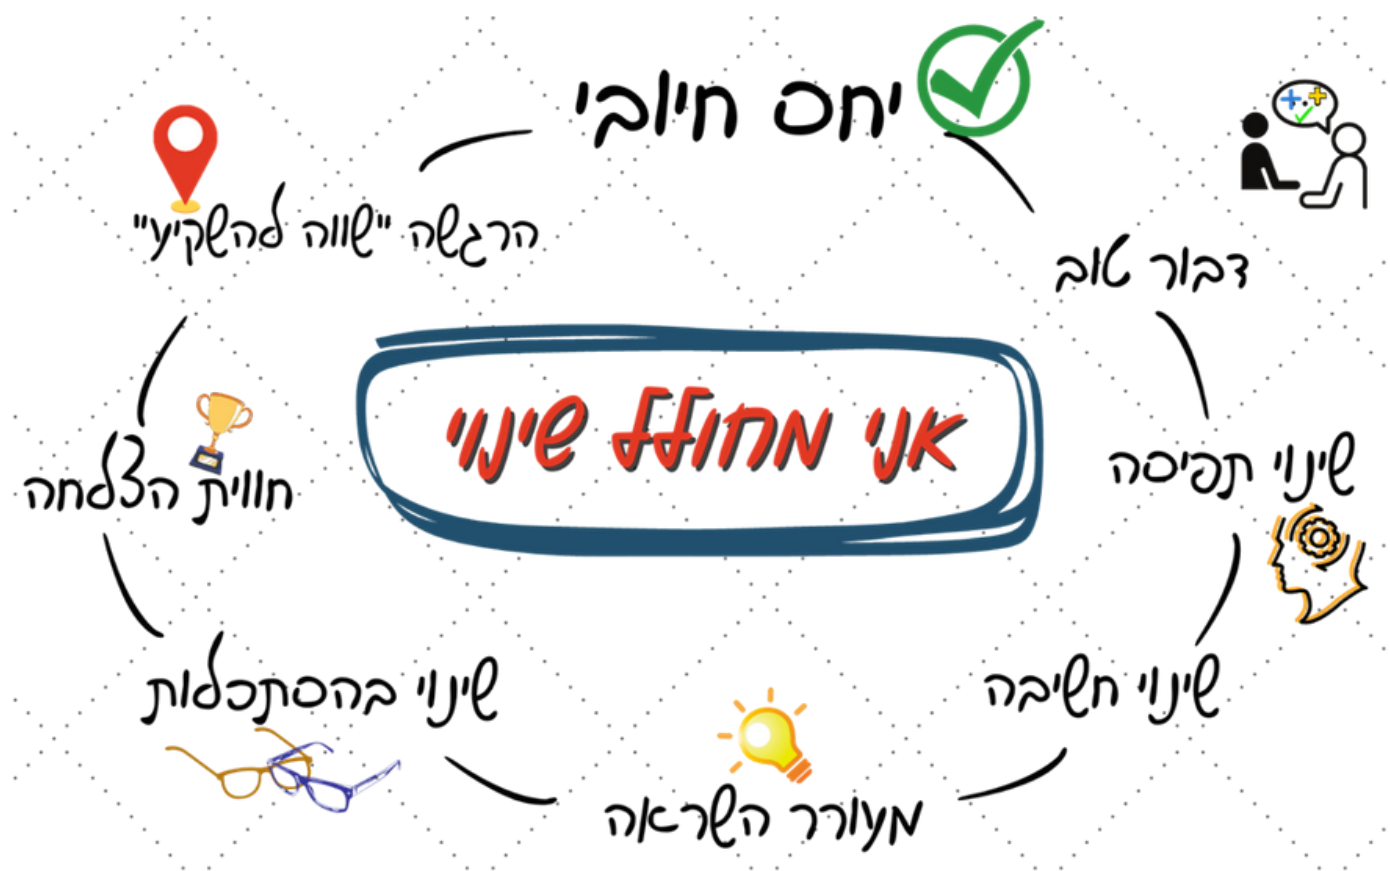 יחס חיובי
דבור טוב
שינוי תפיסה
שינוי חשיבה
מעורר השראה
שינוי בהסתכלות
חווית הצלחה
הרגשה "שווה להשקיע"
אני מחולל שינוי